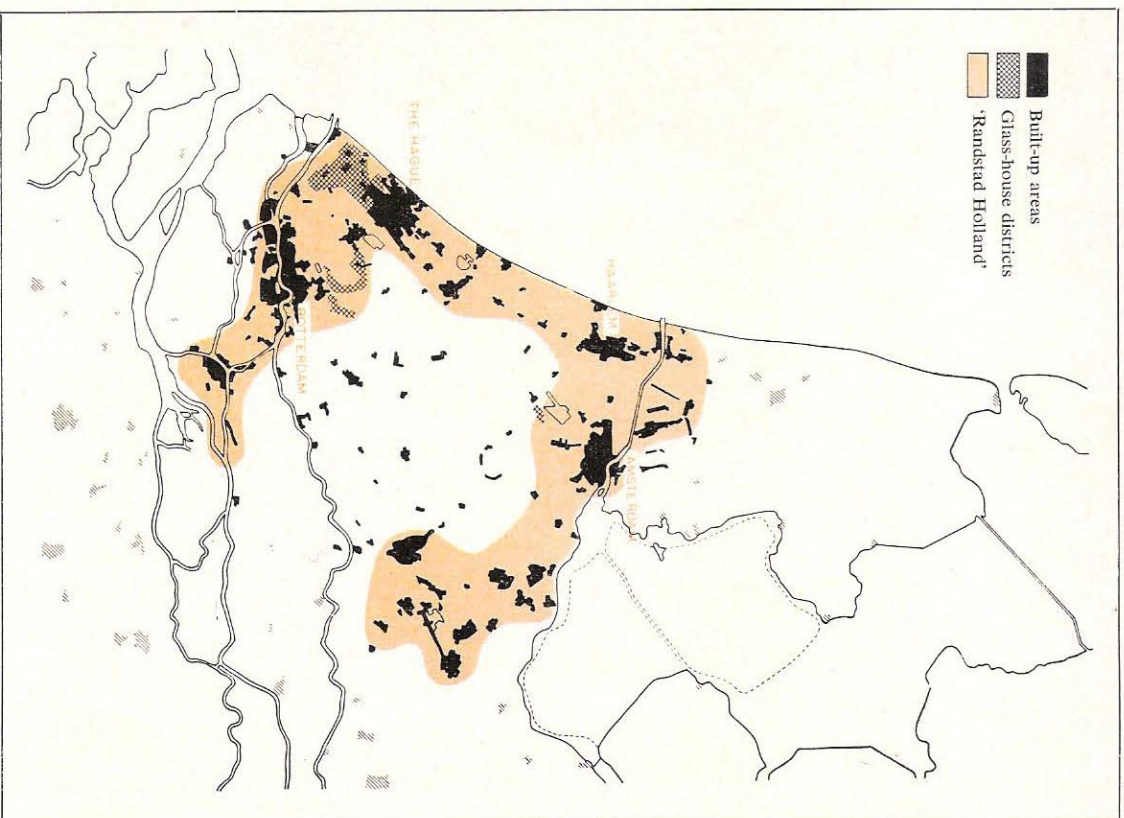 Built-up areas
Glass-house districts
'Randstad Holland'
THE HAGUE
HAARLEM
AMSTERDAM
ROTTERDAM